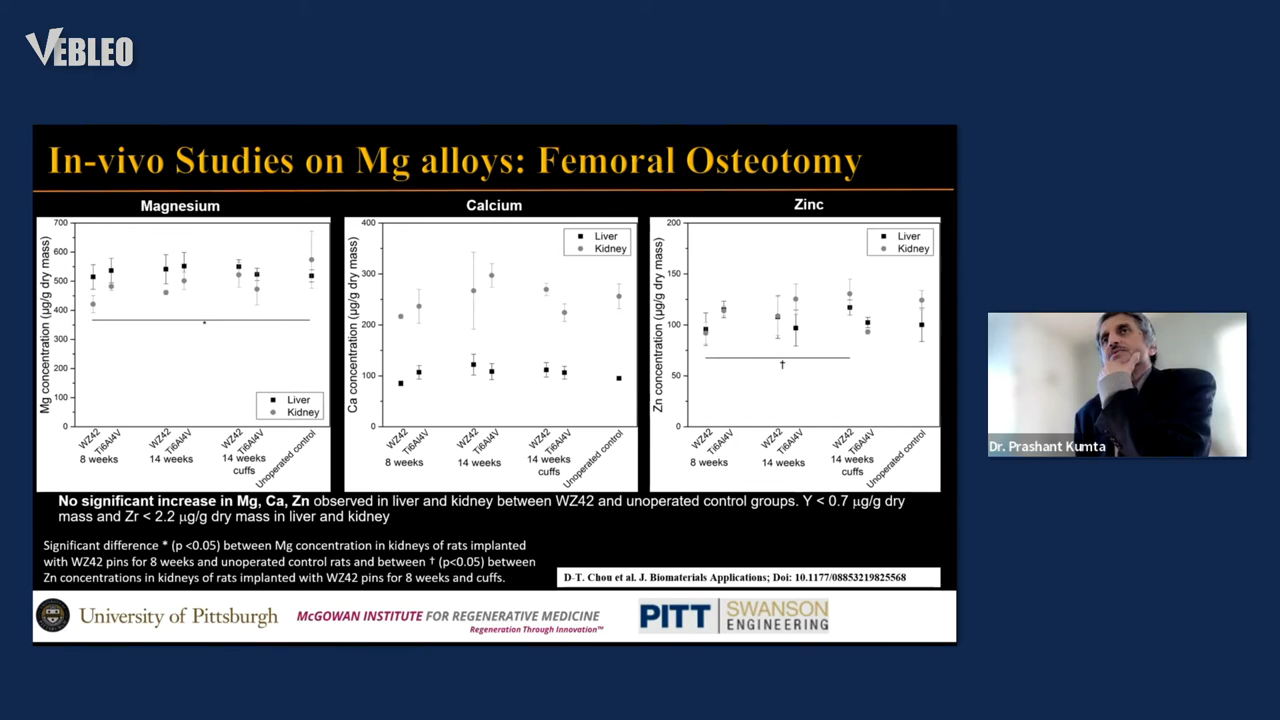 VEBLEO
In-vivo Studies on Mg alloys: Femoral Osteotomy
Magnesium
Mg concentration (µg/g dry mass)
700
600
500
400
300
200
100
0
*
Liver
Kidney
WZ42
Ti6Al4V
WZ42
Ti6Al4V
WZ42
Ti6Al4V
Unoperated control
8 weeks
14 weeks
14 weeks
cuffs
Calcium
Ca concentration (µg/g dry mass)
400
300
200
100
0
Liver
Kidney
WZ42
Ti6Al4V
WZ42
Ti6Al4V
WZ42
Ti6Al4V
Unoperated control
8 weeks
14 weeks
14 weeks
cuffs
Zinc
Zn concentration (µg/g dry mass)
200
150
100
50
0
Liver
Kidney
†
WZ42
Ti6Al4V
WZ42
Ti6Al4V
WZ42
Ti6Al4V
Unoperated control
8 weeks
14 weeks
14 weeks
cuffs
No significant increase in Mg, Ca, Zn observed in liver and kidney between WZ42 and unoperated control groups. Y < 0.7 µg/g dry
mass and Zr < 2.2 µg/g dry mass in liver and kidney
Significant difference * (p <0.05) between Mg concentration in kidneys of rats implanted
with WZ42 pins for 8 weeks and unoperated control rats and between † (p<0.05) between
Zn concentrations in kidneys of rats implanted with WZ42 pins for 8 weeks and cuffs.
D-T. Chou et al. J. Biomaterials Applications; Doi: 10.1177/08853219825568
University of Pittsburgh
McGOWAN INSTITUTE FOR REGENERATIVE MEDICINE
Regeneration Through Innovation™
PITT SWANSON
ENGINEERING
Dr. Prashant Kumta